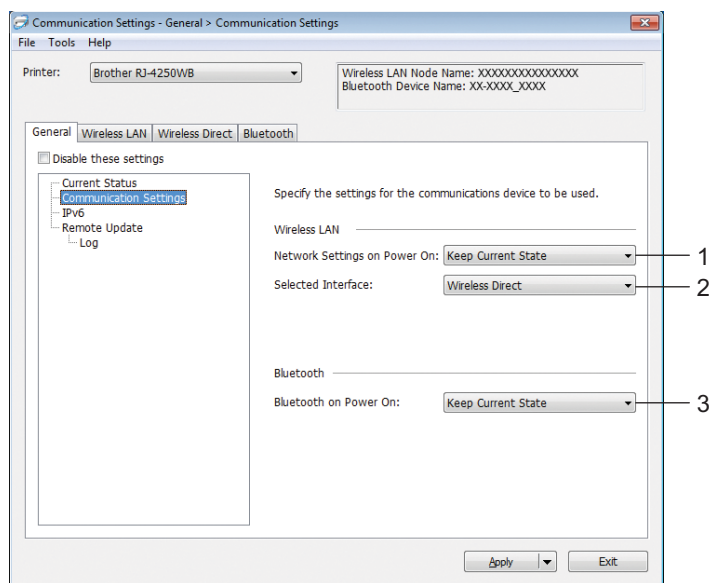 Communication Settings - General > Communication Settings
File Tools Help
Printer: Brother RJ-4250WB
Wireless LAN Node Name: XXXXXXXXXXXXXXX
Bluetooth Device Name: XX-XXXX_XXXX
General Wireless LAN Wireless Direct Bluetooth
Disable these settings
Current Status
Communication Settings
IPv6
Remote Update
Log
Specify the settings for the communications device to be used.
Wireless LAN
Network Settings on Power On: Keep Current State 1
Selected Interface: Wireless Direct 2
Bluetooth
Bluetooth on Power On: Keep Current State 3
Apply Exit